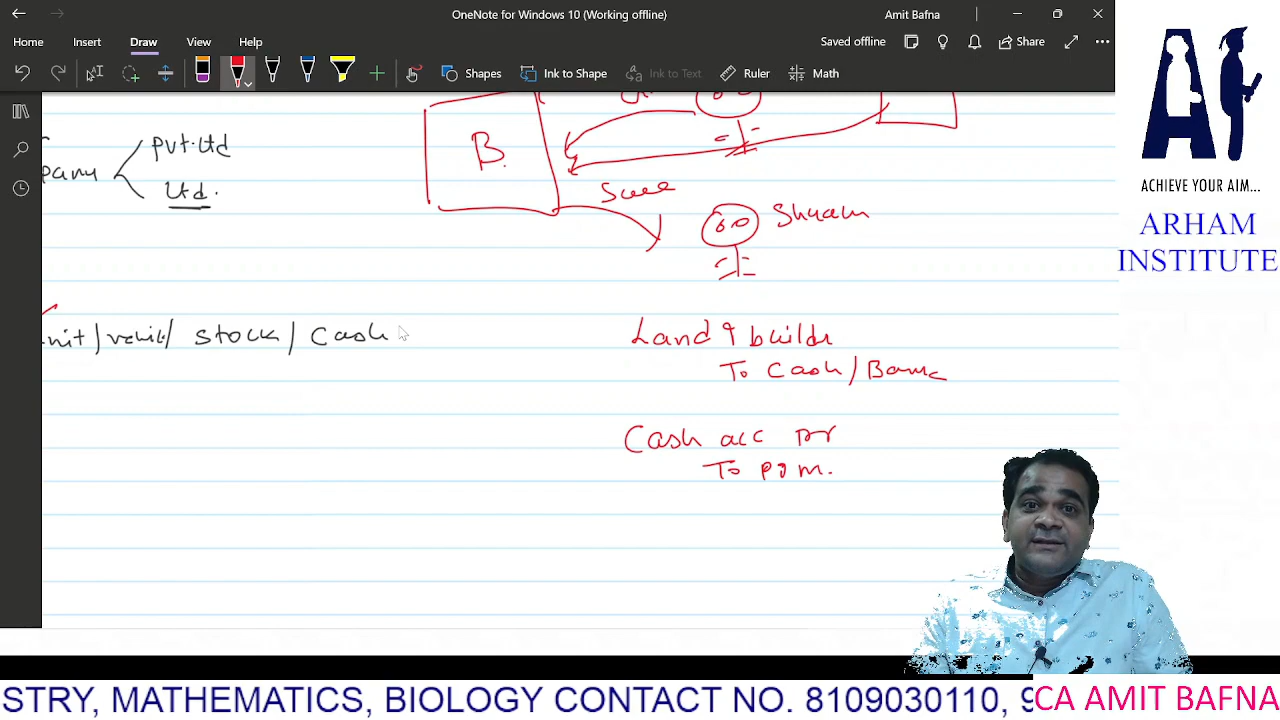 OneNote for Windows 10 (Working offline)
Amit Bafna
Home Insert Draw View Help
Saved offline
Share
Shapes
Ink to Shape
Ink to Text
Ruler
Math
pany
pvt. Ltd
Ltd.
B.
Shyam
nit/vehicle/ stock/ Cash
Land & build
To Cash/Bank
Cash acc Dr
To P & M.
ACHIEVE YOUR AIM...
ARHAM
INSTITUTE
STRY, MATHEMATICS, BIOLOGY CONTACT NO. 8109030110, 9
CA AMIT BAFNA